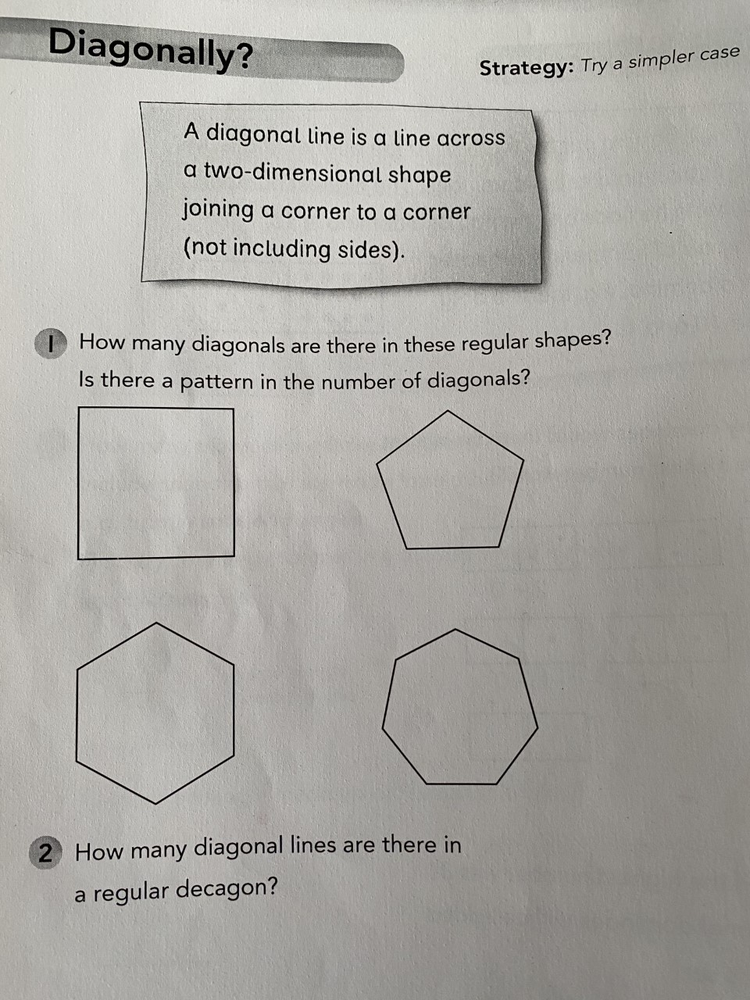 Diagonally?
Strategy: Try a simpler case
A diagonal line is a line across
a two-dimensional shape
joining a corner to a corner
(not including sides).
1 How many diagonals are there in these regular shapes?
Is there a pattern in the number of diagonals?
2 How many diagonal lines are there in
a regular decagon?